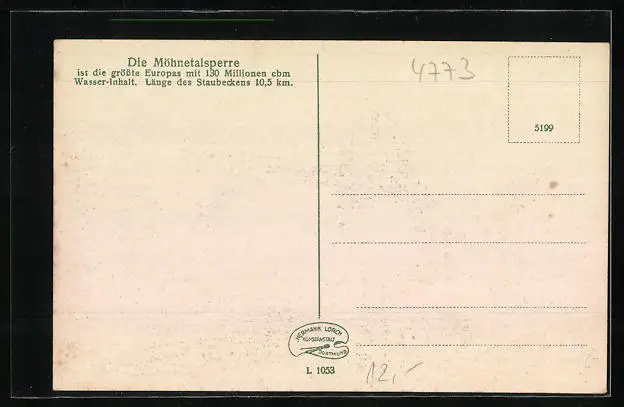 Die Möhnetalsperre
ist die größte Europas mit 130 Millionen cbm
Wasser-Inhalt. Länge des Staubeckens 10,5 km.
4773
5199
HERMANN LORCH
KUNSTANSTALT
DORTMUND
L 1053
12,-